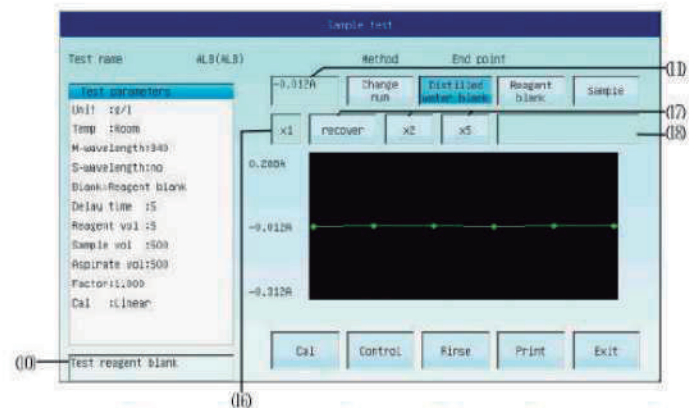 Sample test
Test name ALB(ALB) Method End point
-0.012A Change run Distilled water blank Reagent blank Sample
(11)
Test parameters
Unit :g/l
Temp :Room
M-wavelength:340
S-wavelength:no
Blank:Reagent blank
Delay time :5
Reagent vol :5
Sample vol :500
Aspirate vol:500
Factor:1.000
Cal :Linear
x1 recover x2 x5
(17)
(18)
-0.012A
-0.312A
Cal Control Rinse Print Exit
(10)
Test reagent blank
(16)